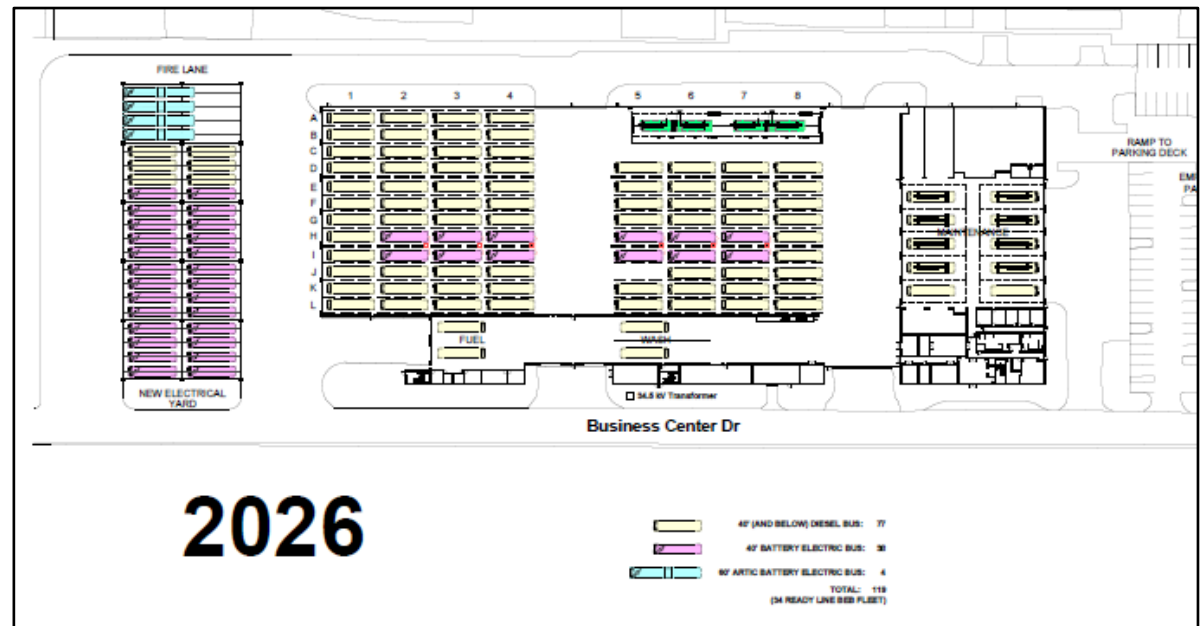 FIRE LANE
1 2 3 4 5 6 7 8
A
B
C
D
E
F
G
H
I
J
K
L
RAMP TO
PARKING DECK
MAINTENANCE
FUEL
WASH
NEW ELECTRICAL
YARD
34.5 kV Transformer
Business Center Dr
2026
40' (AND BELOW) DIESEL BUS: 77
40' BATTERY ELECTRIC BUS: 38
60' ARTIC BATTERY ELECTRIC BUS: 4
TOTAL: 119
(34 READY LINE BEB FLEET)